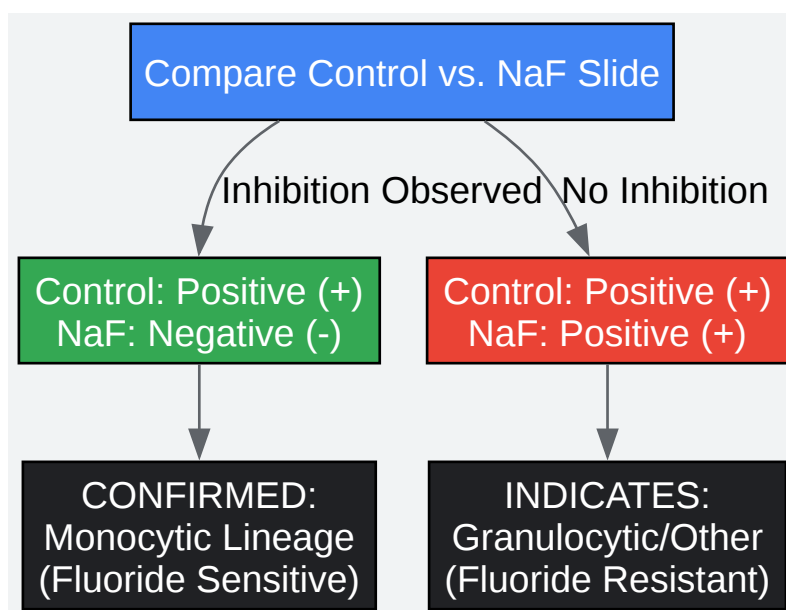 Compare Control vs. NaF Slide
Inhibition Observed
No Inhibition
Control: Positive (+)
NaF: Negative (-)
Control: Positive (+)
NaF: Positive (+)
CONFIRMED:
Monocytic Lineage
(Fluoride Sensitive)
INDICATES:
Granulocytic/Other
(Fluoride Resistant)